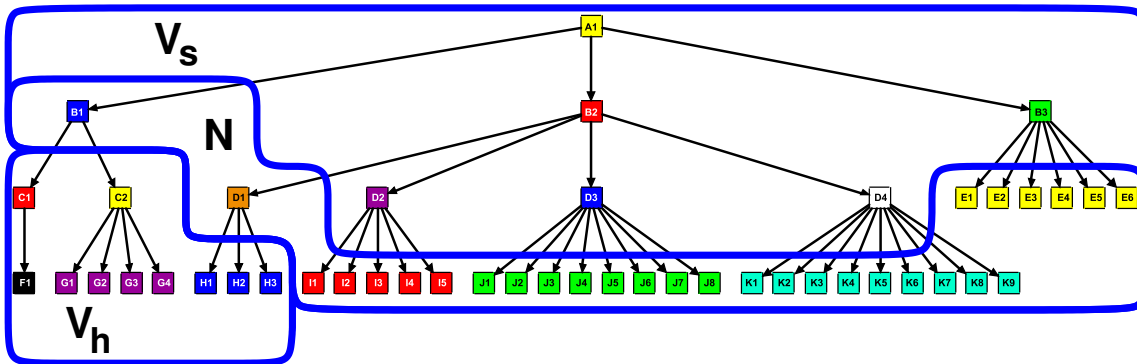 A1
V_s
B1 B2 B3
N
C1 C2 D1 D2 D3 D4 E1 E2 E3 E4 E5 E6
F1 G1 G2 G3 G4 H1 H2 H3 I1 I2 I3 I4 I5 J1 J2 J3 J4 J5 J6 J7 J8 K1 K2 K3 K4 K5 K6 K7 K8 K9
V_h